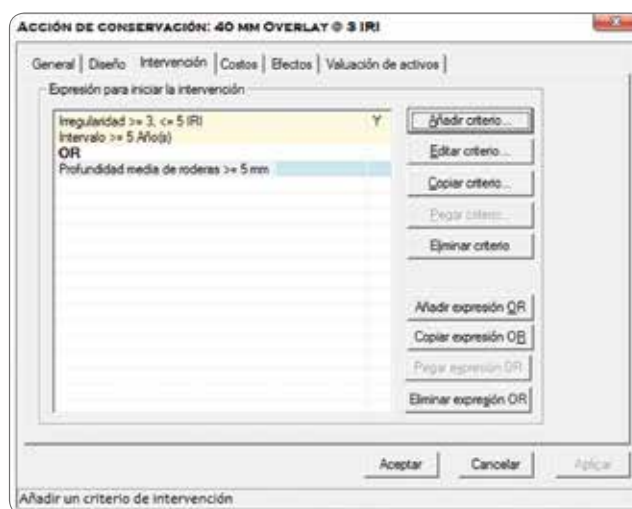 ACCIÓN DE CONSERVACIÓN: 40 MM OVERLAY @ 3 IRI
General | Diseño Intervención | Costos | Efectos | Valuación de activos |
Expresión para iniciar la intervención
Irregularidad >= 3, <= 5 IRI Y
Intervalo >= 5 Año(s)
OR
Profundidad media de roderas >= 5 mm
Añadir criterio...
Editar criterio...
Copiar criterio...
Pegar criterio...
Eliminar criterio
Añadir expresión OR
Copiar expresión OR
Pegar expresión OR
Eliminar expresión OR
Aceptar Cancelar Aplicar
Añadir un criterio de intervención